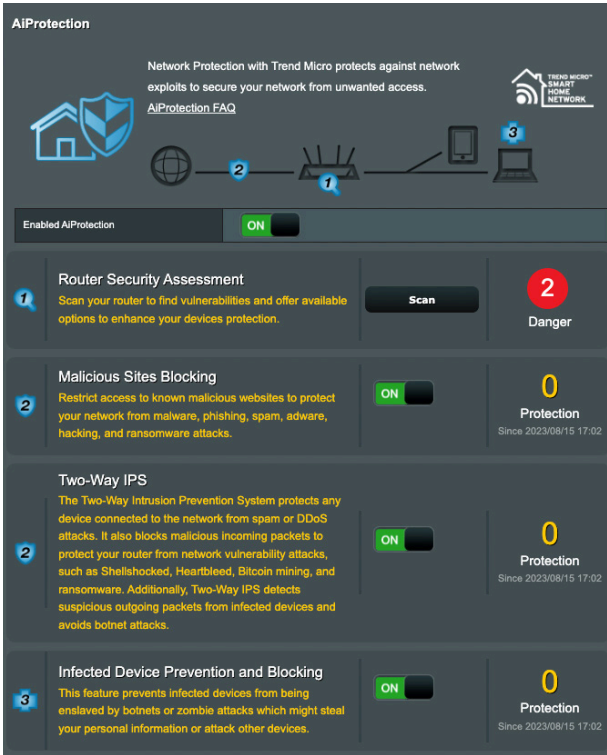 AiProtection
Network Protection with Trend Micro protects against network
exploits to secure your network from unwanted access.
AiProtection FAQ
TREND MICRO™
SMART
HOME
NETWORK
3
2
1
Enabled AiProtection
ON
1
Router Security Assessment
Scan your router to find vulnerabilities and offer available
options to enhance your devices protection.
Scan
2
Danger
2
Malicious Sites Blocking
Restrict access to known malicious websites to protect
your network from malware, phishing, spam, adware,
hacking, and ransomware attacks.
ON
0
Protection
Since 2023/08/15 17:02
2
Two-Way IPS
The Two-Way Intrusion Prevention System protects any
device connected to the network from spam or DDoS
attacks. It also blocks malicious incoming packets to
protect your router from network vulnerability attacks,
such as Shellshocked, Heartbleed, Bitcoin mining, and
ransomware. Additionally, Two-Way IPS detects
suspicious outgoing packets from infected devices and
avoids botnet attacks.
ON
0
Protection
Since 2023/08/15 17:02
3
Infected Device Prevention and Blocking
This feature prevents infected devices from being
enslaved by botnets or zombie attacks which might steal
your personal information or attack other devices.
ON
0
Protection
Since 2023/08/15 17:02